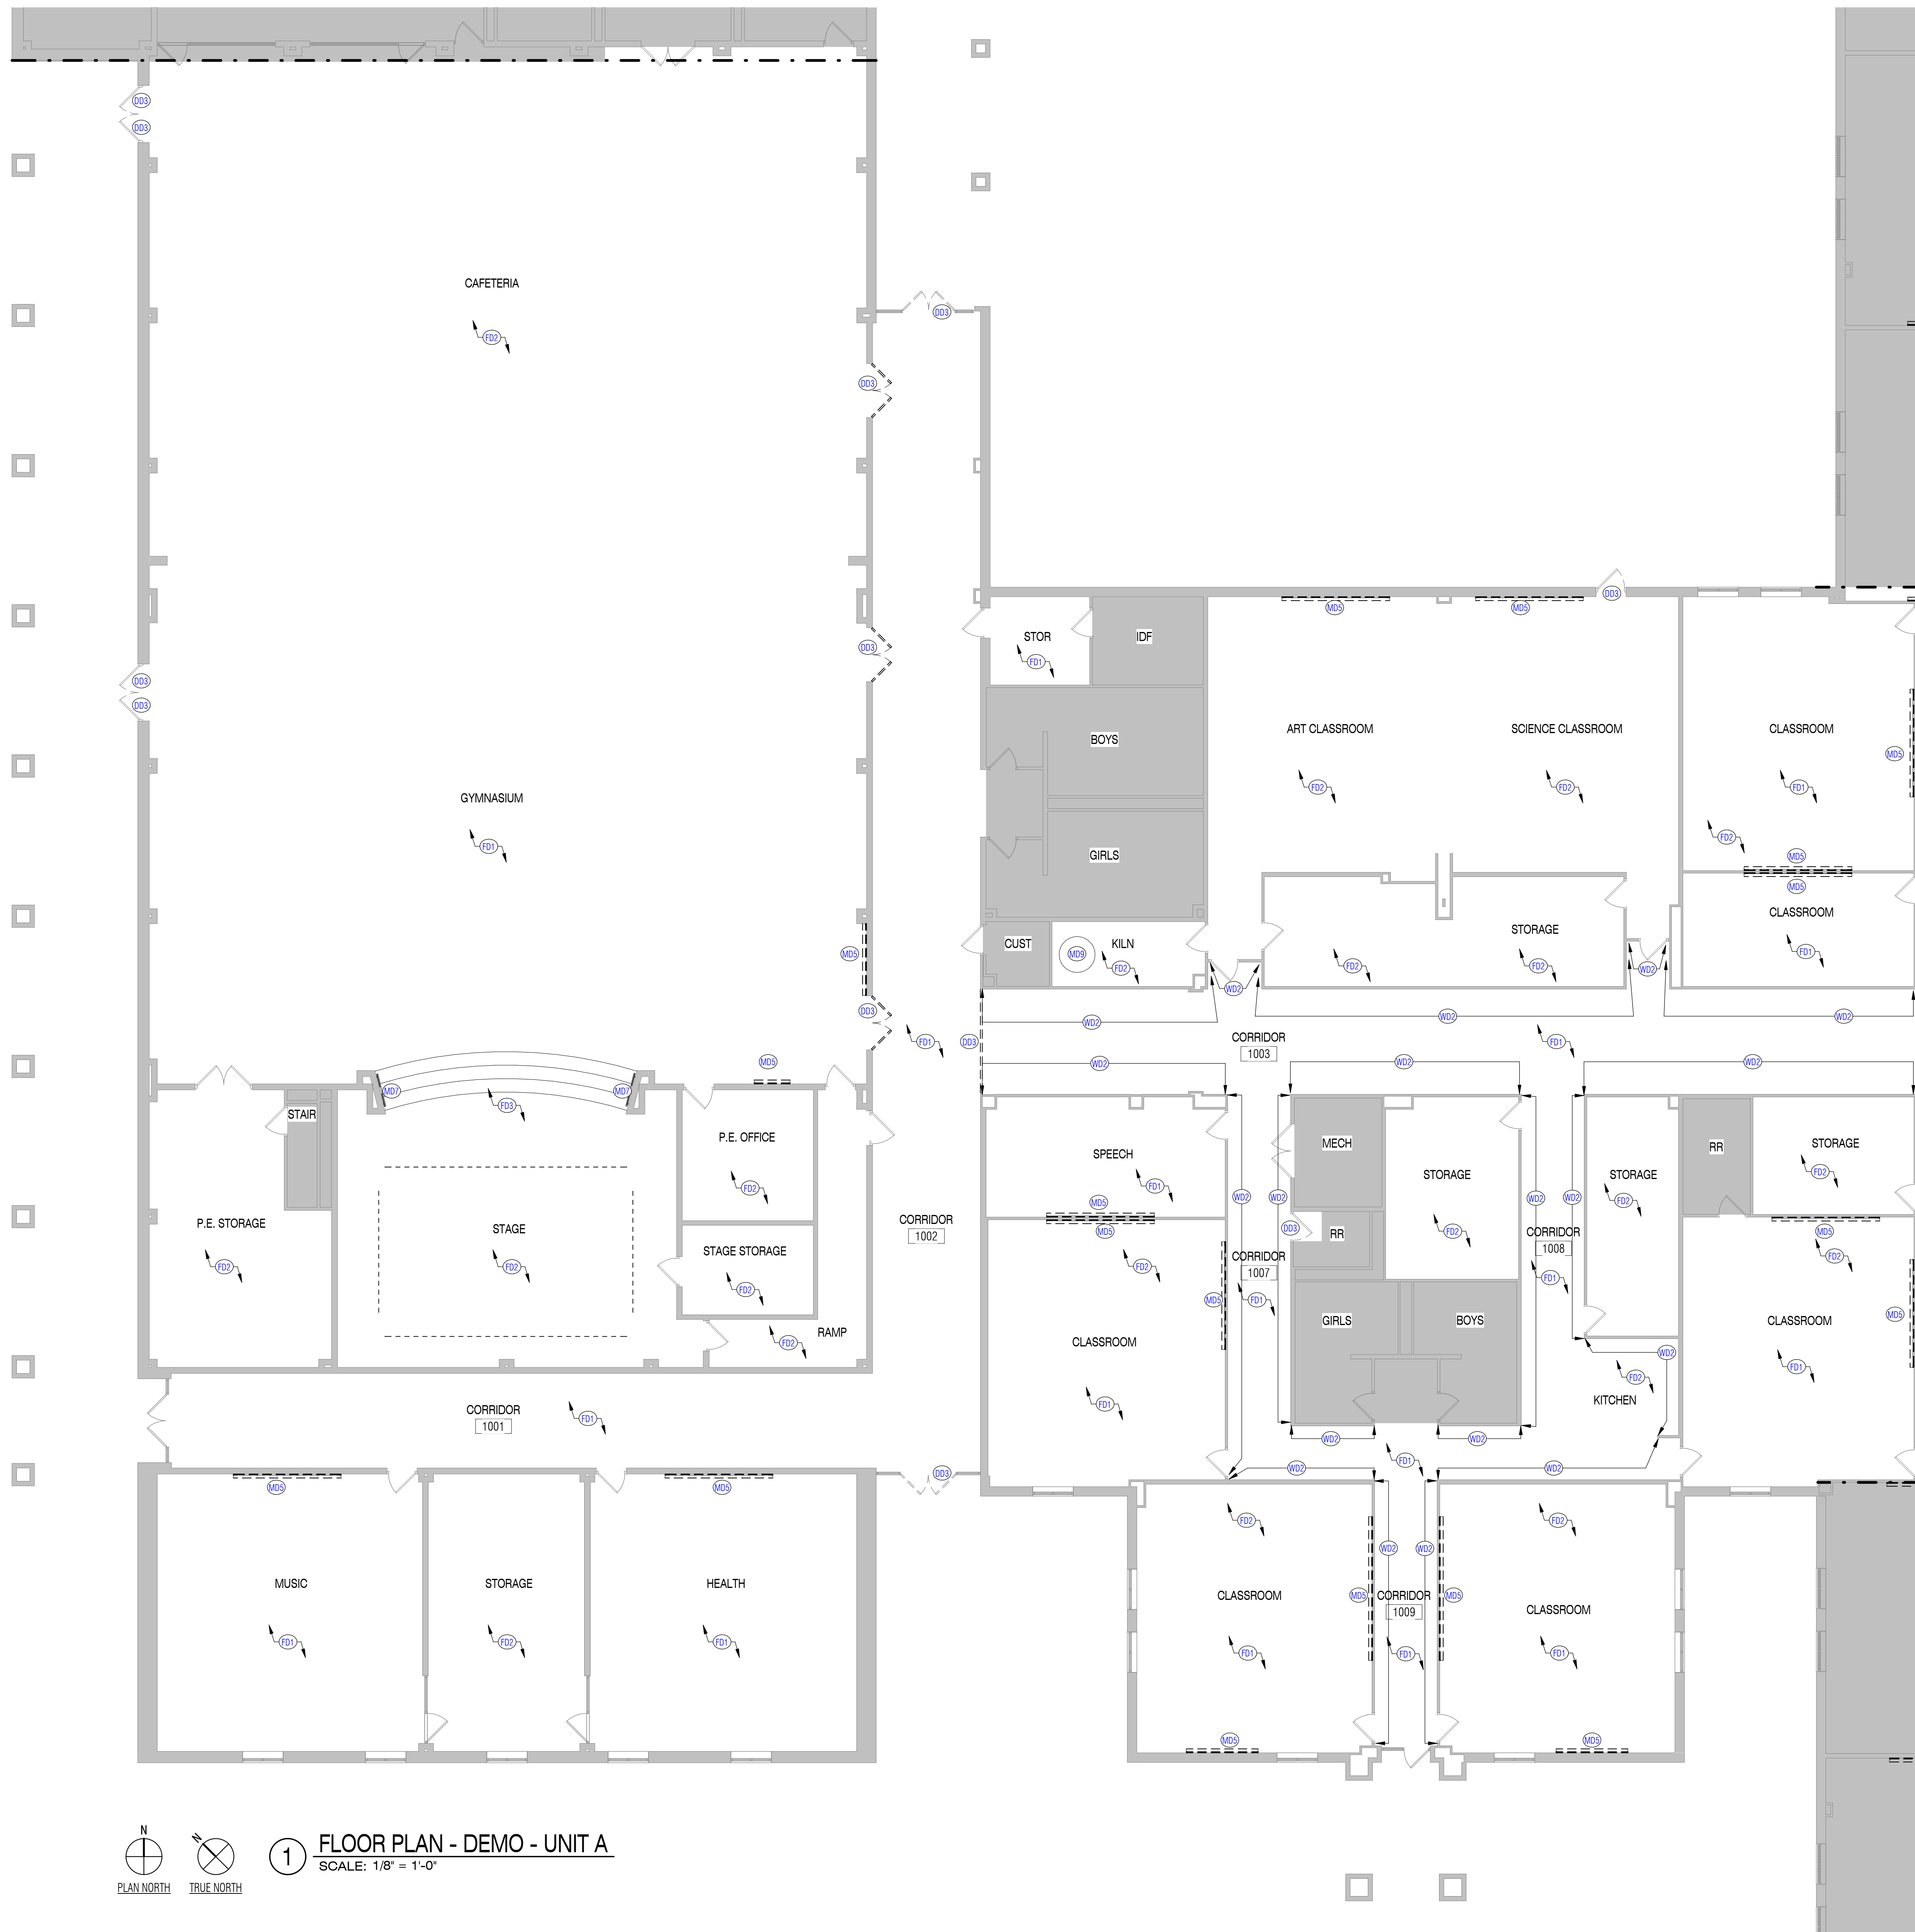 DD3
DD3
CAFETERIA
DD3
FD2
DD3
DD3
MD5
MD5
STOR
IDF
DD3
FD1
DD3
DD3
ART CLASSROOM
SCIENCE CLASSROOM
CLASSROOM
BOYS
MD5
FD2
FD2
FD1
GYMNASIUM
FD2
FD1
GIRLS
MD5
MD5
CLASSROOM
STORAGE
CUST
KILN
MD5
MD9
FD2
FD2
FD2
FD1
WD2
WD2
DD3
WD2
WD2
WD2
FD1
DD3
CORRIDOR
1003
FD1
MD5
WD2
WD2
WD2
MD7
MD7
FD3
STAIR
P.E. OFFICE
MECH
RR
STORAGE
SPEECH
STORAGE
STORAGE
FD2
FD1
FD2
FD2
WD2
WD2
WD2
WD2
MD5
P.E. STORAGE
STAGE
CORRIDOR
1002
MD5
DD3
RR
FD2
CORRIDOR
1008
MD5
STAGE STORAGE
CORRIDOR
1007
FD2
FD2
FD2
FD2
FD2
FD1
MD5
FD1
MD5
RAMP
FD2
CLASSROOM
GIRLS
BOYS
CLASSROOM
WD2
FD1
FD2
CORRIDOR
1001
FD1
FD1
KITCHEN
WD2
WD2
FD1
WD2
WD2
DD3
MD5
MD5
FD2
FD2
WD2
WD2
MUSIC
STORAGE
HEALTH
CLASSROOM
MD5
CORRIDOR
1009
MD5
CLASSROOM
FD1
FD2
FD1
FD1
FD1
FD1
MD5
MD5
N
N
PLAN NORTH
TRUE NORTH
1
FLOOR PLAN - DEMO - UNIT A
SCALE: 1/8" = 1'-0"